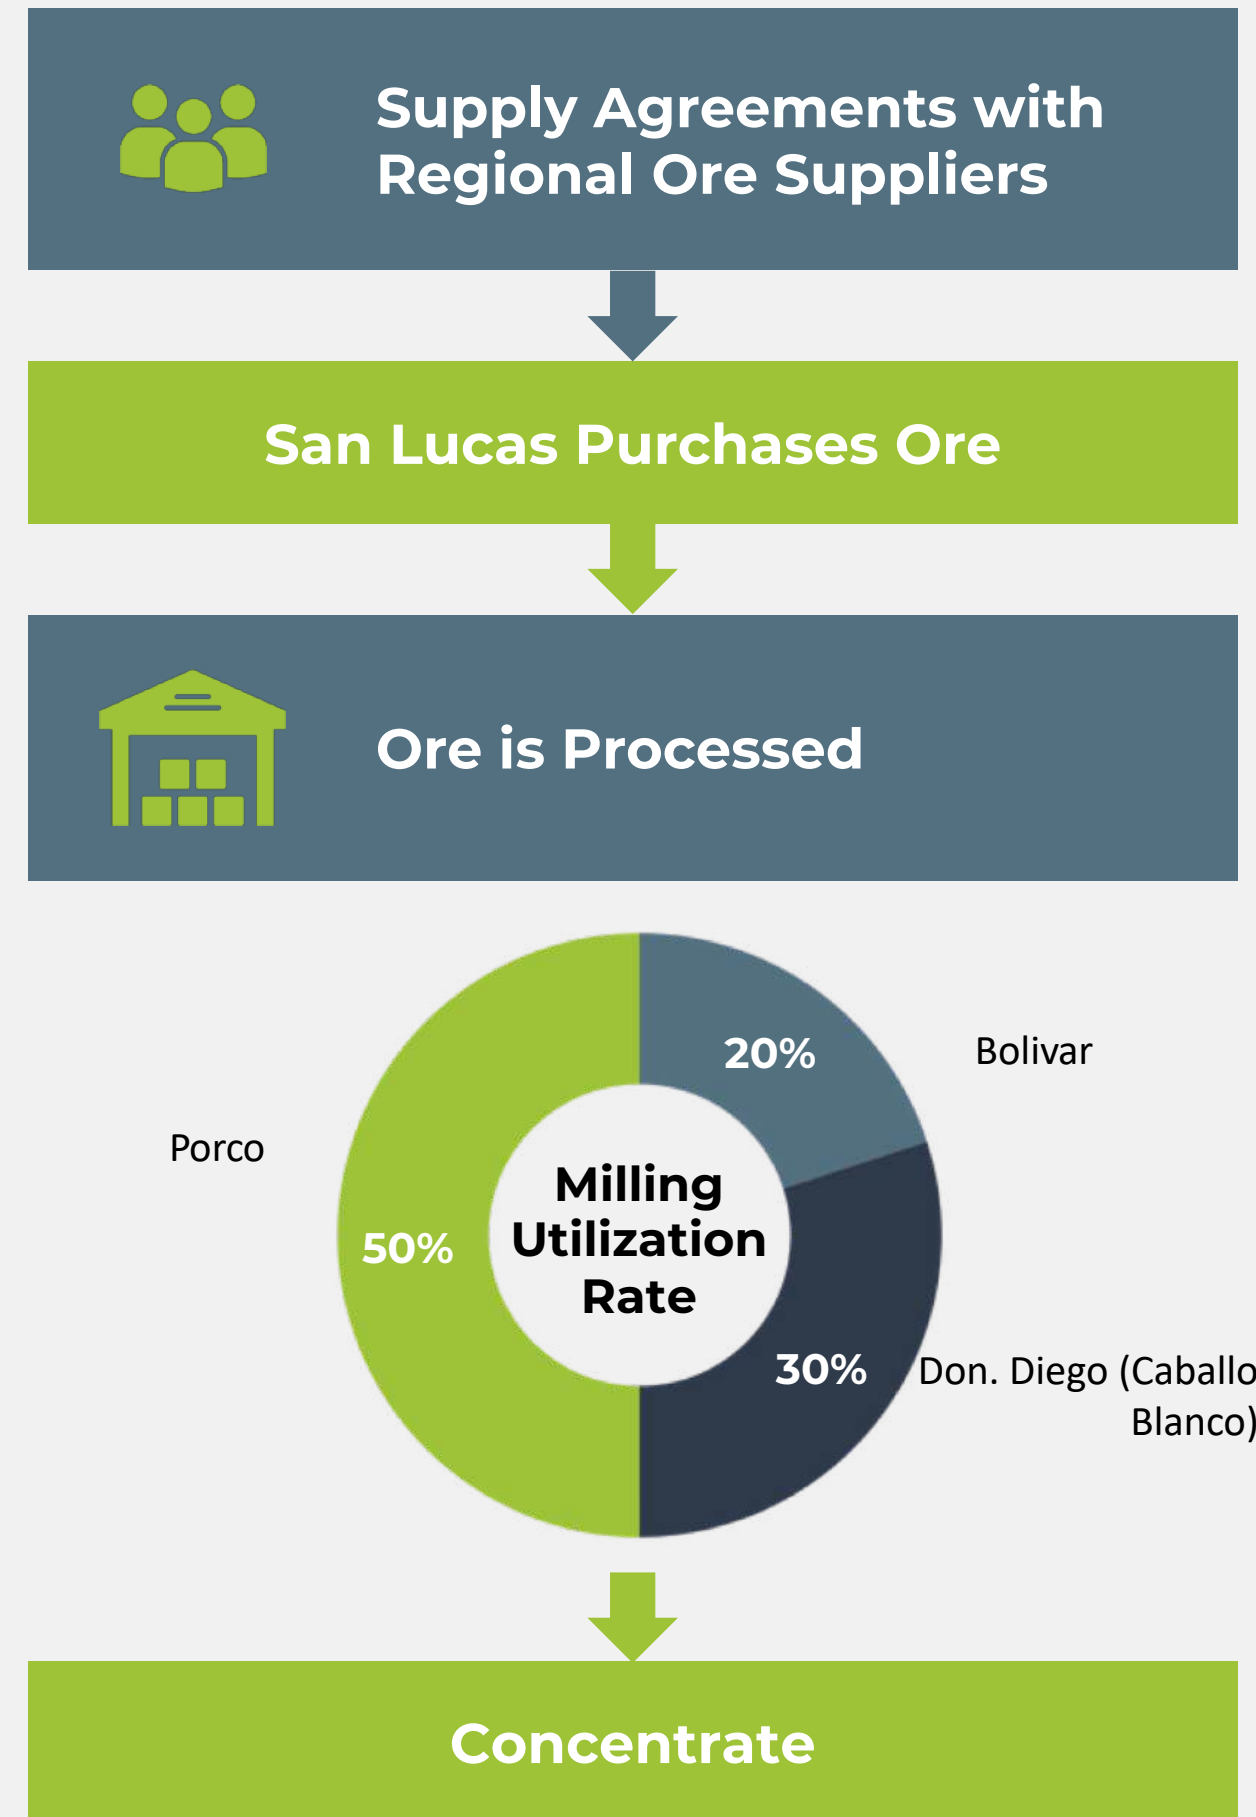 Supply Agreements with
Regional Ore Suppliers
San Lucas Purchases Ore
Ore is Processed
20%
Bolivar
Porco
50%
Milling
Utilization
Rate
30%
Don. Diego (Caballo
Blanco)
Concentrate